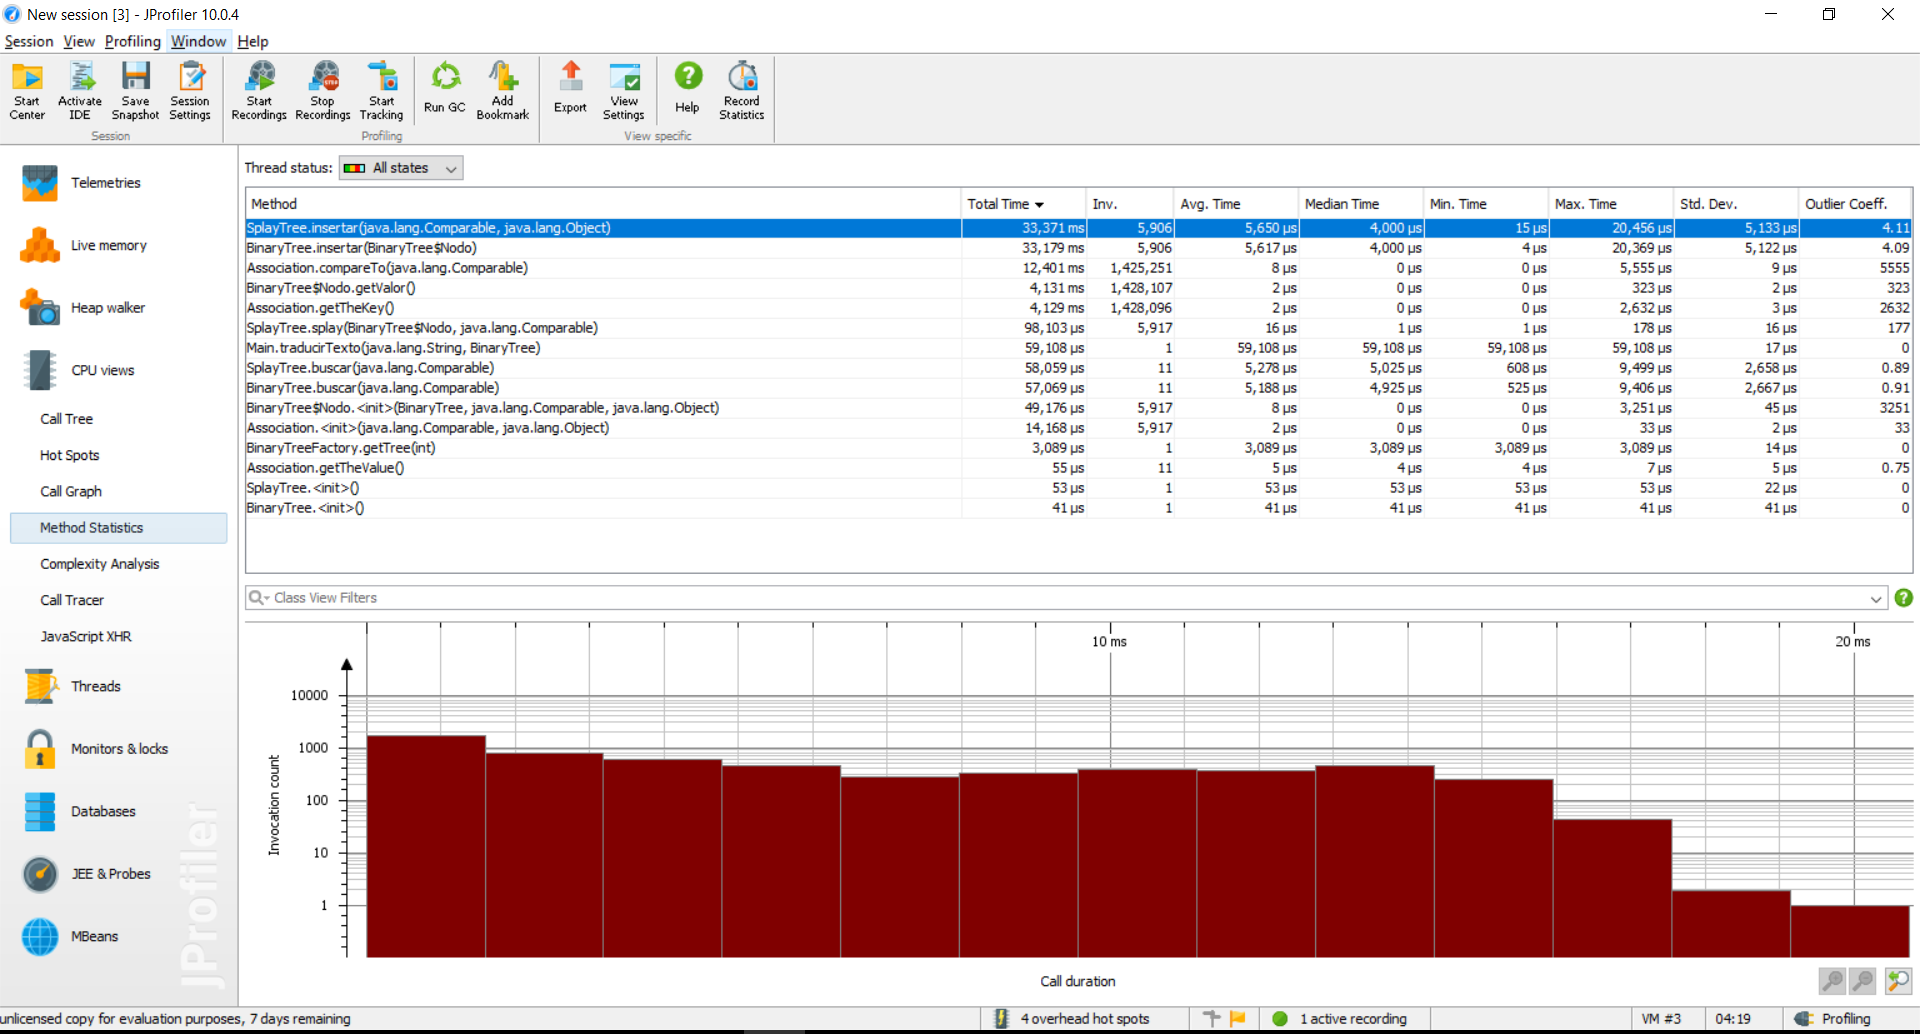 New session [3] - JProfiler 10.0.4
Session View Profiling Window Help
Start Center
Activate IDE
Save Snapshot
Session Settings
Start Recordings
Stop Recordings
Start Tracking
Run GC
Add Bookmark
Export
View Settings
Help
Record Statistics
Session
Profiling
View specific
Telemetries
Live memory
Heap walker
CPU views
Call Tree
Hot Spots
Call Graph
Method Statistics
Complexity Analysis
Call Tracer
JavaScript XHR
Threads
Monitors & locks
Databases
JEE & Probes
MBeans
JProfiler
Thread status: All states
Method Total Time Inv. Avg. Time Median Time Min. Time Max. Time Std. Dev. Outlier Coeff.
SplayTree.insertar(java.lang.Comparable, java.lang.Object) 33,371 ms 5,906 5,650 µs 4,000 µs 15 µs 20,456 µs 5,133 µs 4.11
BinaryTree.insertar(BinaryTree$Nodo) 33,179 ms 5,906 5,617 µs 4,000 µs 4 µs 20,369 µs 5,122 µs 4.09
Association.compareTo(java.lang.Comparable) 12,401 ms 1,425,251 8 µs 0 µs 0 µs 5,555 µs 9 µs 5555
BinaryTree$Nodo.getValor() 4,131 ms 1,428,107 2 µs 0 µs 0 µs 323 µs 2 µs 323
Association.getTheKey() 4,129 ms 1,428,096 2 µs 0 µs 0 µs 2,632 µs 3 µs 2632
SplayTree.splay(BinaryTree$Nodo, java.lang.Comparable) 98,103 µs 5,917 16 µs 1 µs 1 µs 178 µs 16 µs 177
Main.traducirTexto(java.lang.String, BinaryTree) 59,108 µs 1 59,108 µs 59,108 µs 59,108 µs 59,108 µs 17 µs 0
SplayTree.buscar(java.lang.Comparable) 58,059 µs 11 5,278 µs 5,025 µs 608 µs 9,499 µs 2,658 µs 0.89
BinaryTree.buscar(java.lang.Comparable) 57,069 µs 11 5,188 µs 4,925 µs 525 µs 9,406 µs 2,667 µs 0.91
BinaryTree$Nodo.<init>(BinaryTree, java.lang.Comparable, java.lang.Object) 49,176 µs 5,917 8 µs 0 µs 0 µs 3,251 µs 45 µs 3251
Association.<init>(java.lang.Comparable, java.lang.Object) 14,168 µs 5,917 2 µs 0 µs 0 µs 33 µs 2 µs 33
BinaryTreeFactory.getTree(int) 3,089 µs 1 3,089 µs 3,089 µs 3,089 µs 3,089 µs 14 µs 0
Association.getTheValue() 55 µs 11 5 µs 4 µs 4 µs 7 µs 5 µs 0.75
SplayTree.<init>() 53 µs 1 53 µs 53 µs 53 µs 53 µs 22 µs 0
BinaryTree.<init>() 41 µs 1 41 µs 41 µs 41 µs 41 µs 41 µs 0
Class View Filters
?
10 ms 20 ms
10000
1000
100
10
1
Invocation count
Call duration
unlicensed copy for evaluation purposes, 7 days remaining
4 overhead hot spots
1 active recording
VM #3
04:19
Profiling